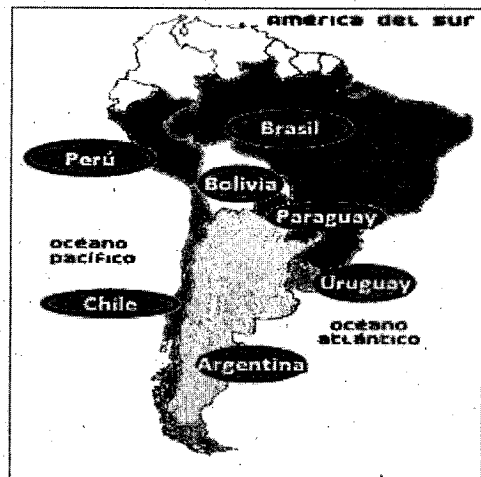 América del sur
Brasil
Perú
Bolivia
Paraguay
océano
pacífico
Uruguay
Chile
océano
atlántico
Argentina